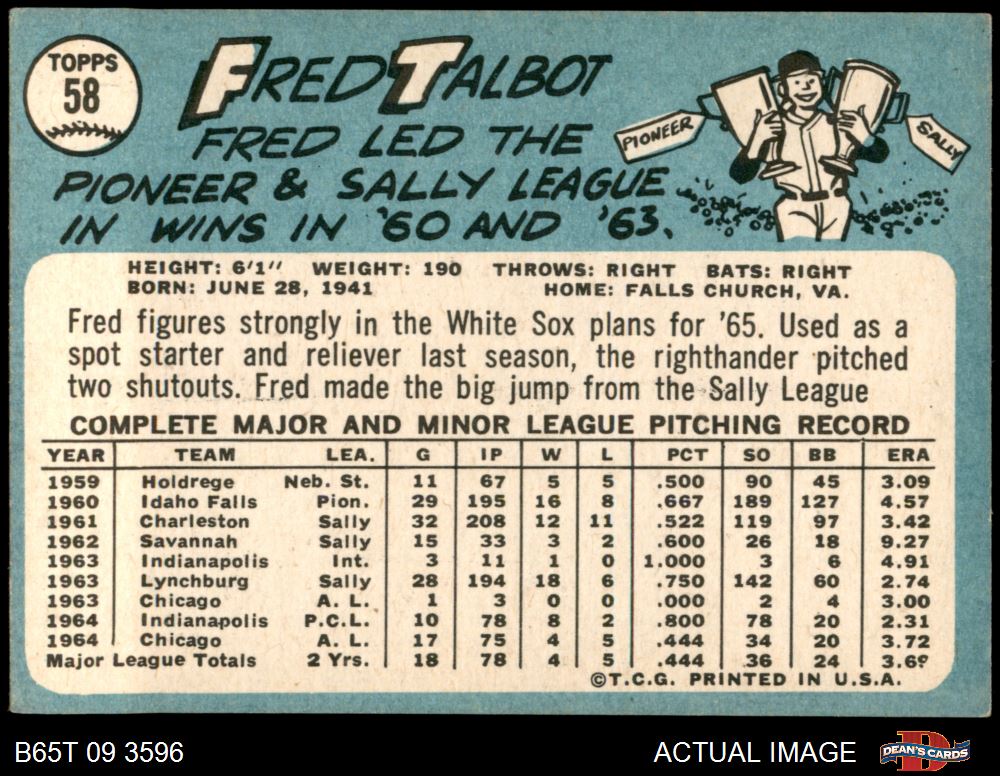 TOPPS
58
FRED TALBOT
FRED LED THE
PIONEER & SALLY LEAGUE
IN WINS IN '60 AND '63.
PIONEER
SALLY
HEIGHT: 6'1" WEIGHT: 190 THROWS: RIGHT BATS: RIGHT
BORN: JUNE 28, 1941 HOME: FALLS CHURCH, VA.
Fred figures strongly in the White Sox plans for '65. Used as a
spot starter and reliever last season, the righthander pitched
two shutouts. Fred made the big jump from the Sally League
COMPLETE MAJOR AND MINOR LEAGUE PITCHING RECORD
YEAR TEAM LEA. G IP W L PCT SO BB ERA
1959 Holdrege Neb. St. 11 67 5 5 .500 90 45 3.09
1960 Idaho Falls Pion. 29 195 16 8 .667 189 127 4.57
1961 Charleston Sally 32 208 12 11 .522 119 97 3.42
1962 Savannah Sally 15 33 3 2 .600 26 18 9.27
1963 Indianapolis Int. 3 11 1 0 1.000 3 6 4.91
1963 Lynchburg Sally 28 194 18 6 .750 142 60 2.74
1963 Chicago A. L. 1 3 0 0 .000 2 4 3.00
1964 Indianapolis P.C.L. 10 78 8 2 .800 78 20 2.31
1964 Chicago A. L. 17 75 4 5 .444 34 20 3.72
Major League Totals 2 Yrs. 18 78 4 5 .444 36 24 3.69
©T.C.G. PRINTED IN U.S.A.
B65T 09 3596 ACTUAL IMAGE
DEAN'S CARDS